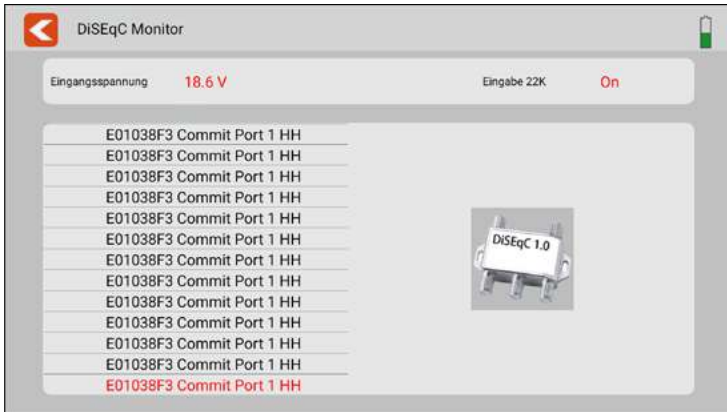 DiSEqC Monitor
Eingangsspannung 18.6 V Eingabe 22K On
E01038F3 Commit Port 1 HH
E01038F3 Commit Port 1 HH
E01038F3 Commit Port 1 HH
E01038F3 Commit Port 1 HH
E01038F3 Commit Port 1 HH
E01038F3 Commit Port 1 HH
E01038F3 Commit Port 1 HH
E01038F3 Commit Port 1 HH
E01038F3 Commit Port 1 HH
E01038F3 Commit Port 1 HH
E01038F3 Commit Port 1 HH
E01038F3 Commit Port 1 HH
E01038F3 Commit Port 1 HH
DiSEqC 1.0